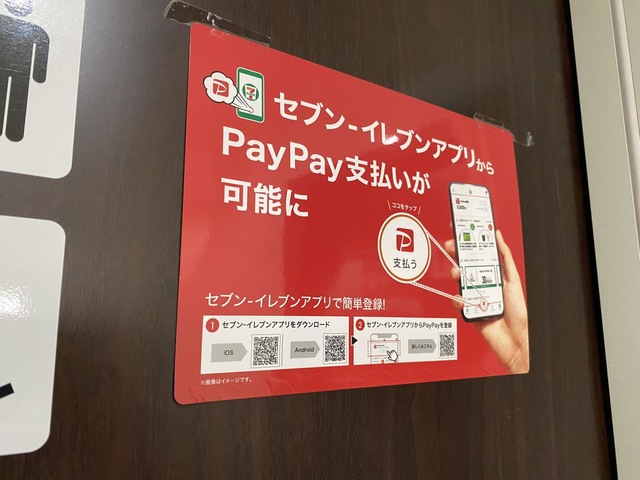 セブン-イレブンアプリから
PayPay支払いが
可能に
ココをタップ
支払う
セブン-イレブンアプリで簡単登録!
1 セブン-イレブンアプリをダウンロード
iOS
Android
2 セブン-イレブンアプリからPayPayを登録
詳しくはこちら
※画像はイメージです。